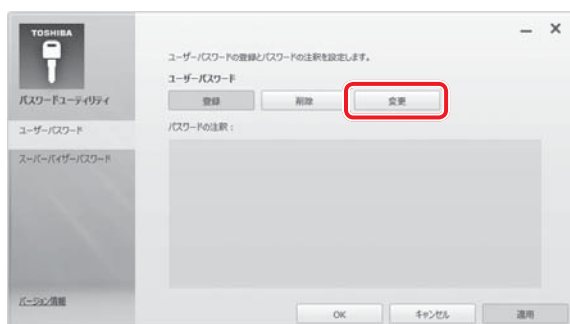 TOSHIBA
パスワードユーティリティ
ユーザーパスワード
スーパーバイザーパスワード
バージョン情報
ユーザーパスワードの登録とパスワードの注釈を設定します。
ユーザーパスワード
登録 削除 変更
パスワードの注釈：
OK キャンセル 適用